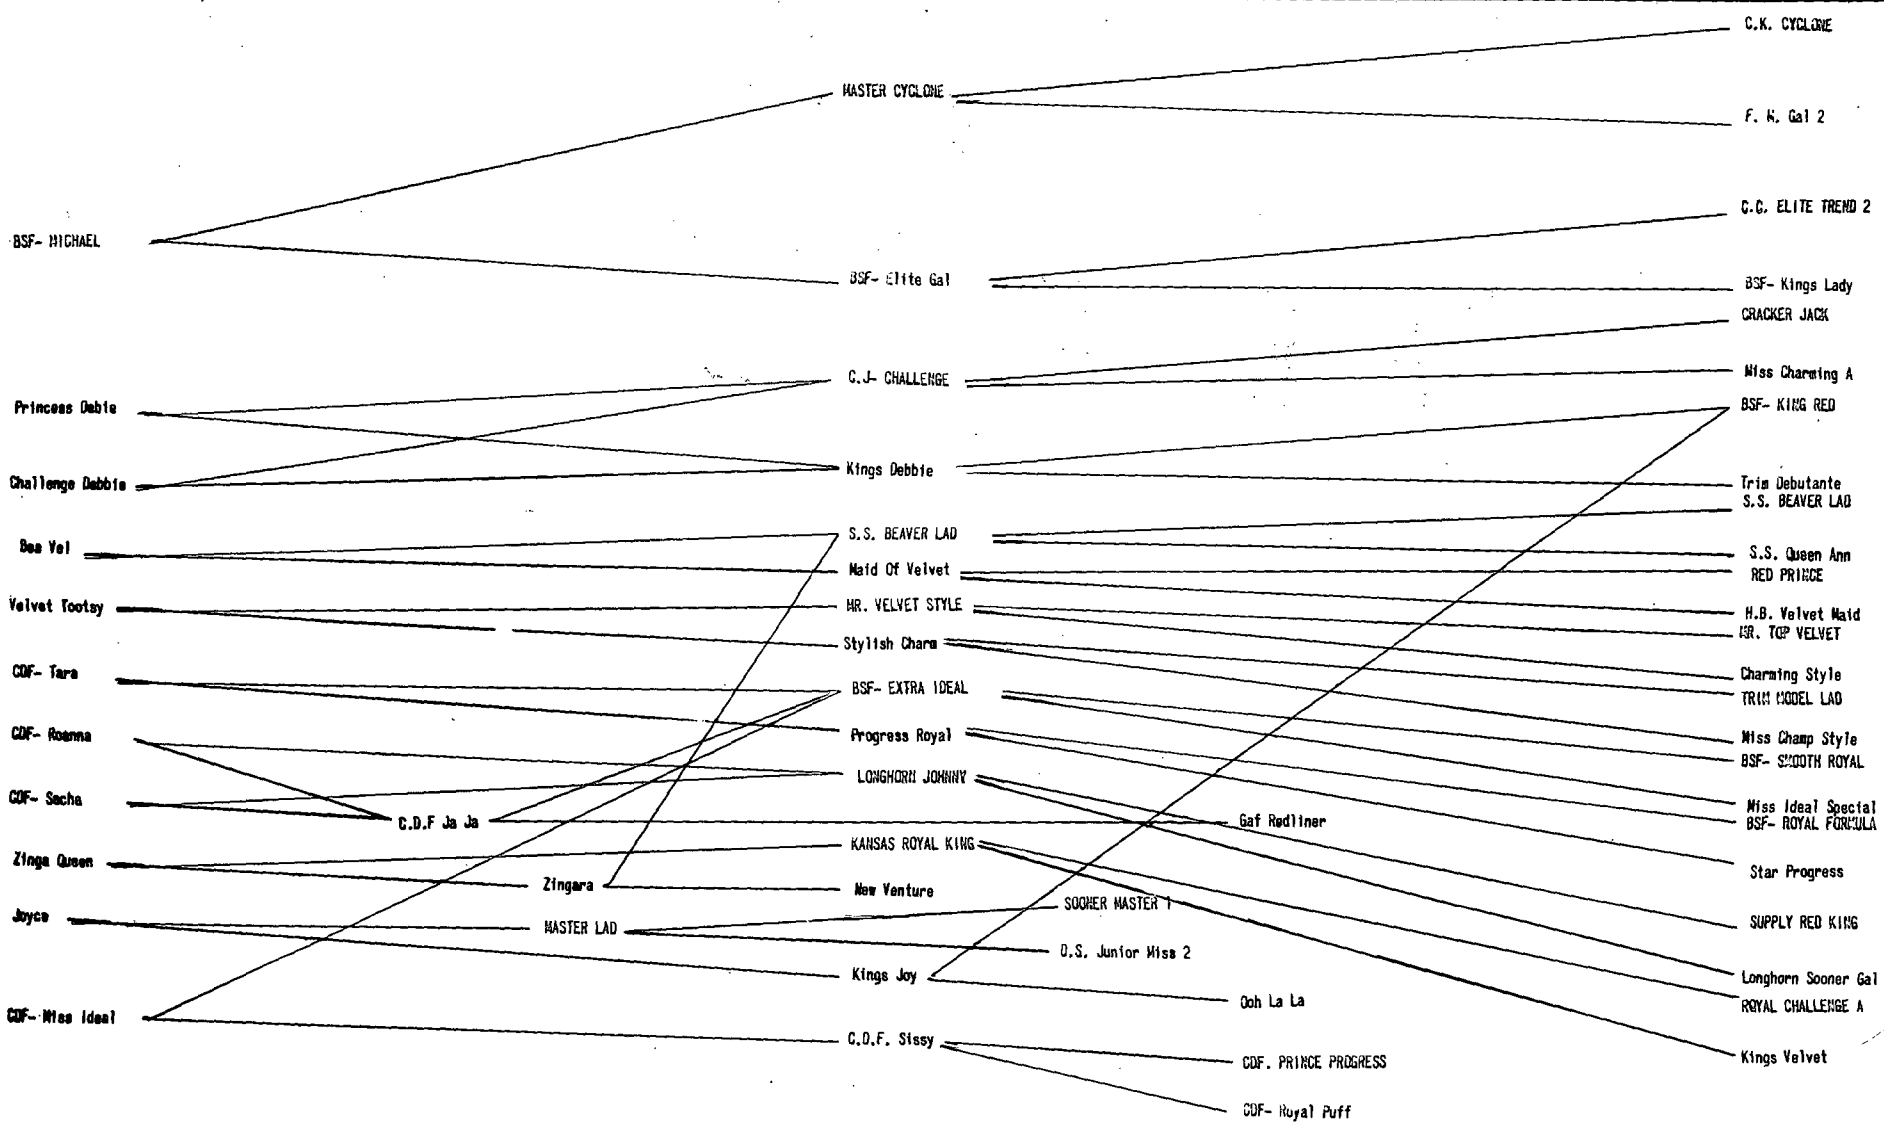 C.K. CYCLONE
MASTER CYCLONE
F. W. Gal 2
C.C. ELITE TREND 2
BSF- MICHAEL
BSF- Elite Gal
BSF- Kings Lady
CRACKER JACK
C.J- CHALLENGE
Miss Charming A
Princess Debie
BSF- KING RED
Kings Debbie
Challenge Debbie
Trim Debutante
S.S. BEAVER LAD
S.S. BEAVER LAD
Bea Vel
S.S. Queen Ann
Maid Of Velvet
RED PRINCE
Velvet Tootsy
MR. VELVET STYLE
H.B. Velvet Maid
MR. TOP VELVET
Stylish Charm
CDF- Tara
Charming Style
BSF- EXTRA IDEAL
TRIM MODEL LAD
CDF- Roanna
Progress Royal
Miss Champ Style
BSF- SMOOTH ROYAL
LONGHORN JOHNNY
CDF- Sacha
Miss Ideal Special
C.D.F Ja Ja
Gaf Redliner
BSF- ROYAL FORMULA
KANSAS ROYAL KING
Zinga Queen
Star Progress
Zingara
New Venture
SOONER MASTER 1
Joyce
MASTER LAD
SUPPLY RED KING
D.S. Junior Miss 2
Kings Joy
Longhorn Sooner Gal
Ooh La La
ROYAL CHALLENGE A
CDF- Miss Ideal
C.D.F. Sissy
Kings Velvet
CDF. PRINCE PROGRESS
CDF- Royal Puff